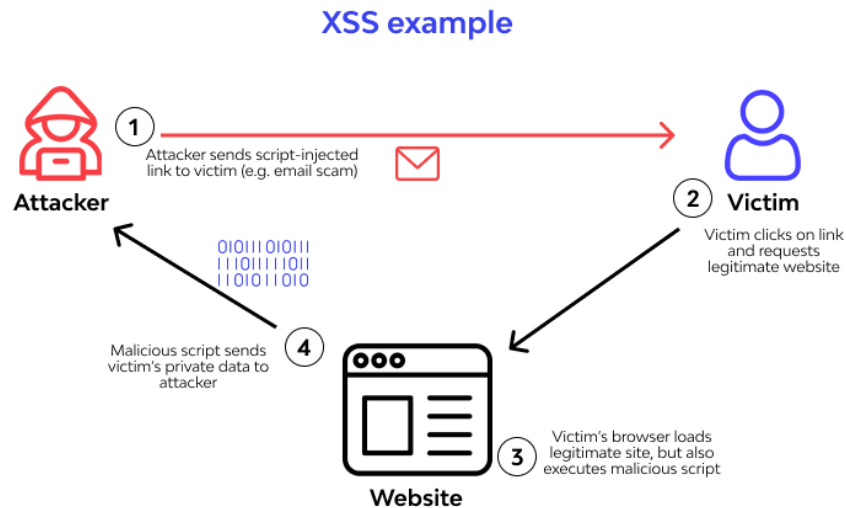 XSS example
1
Attacker sends script-injected
link to victim (e.g. email scam)
Attacker
2
Victim
Victim clicks on link
and requests
legitimate website
010111010111
11101111011
1101011010
4
Malicious script sends
victim's private data to
attacker
3
Victim's browser loads
legitimate site, but also
executes malicious script
Website